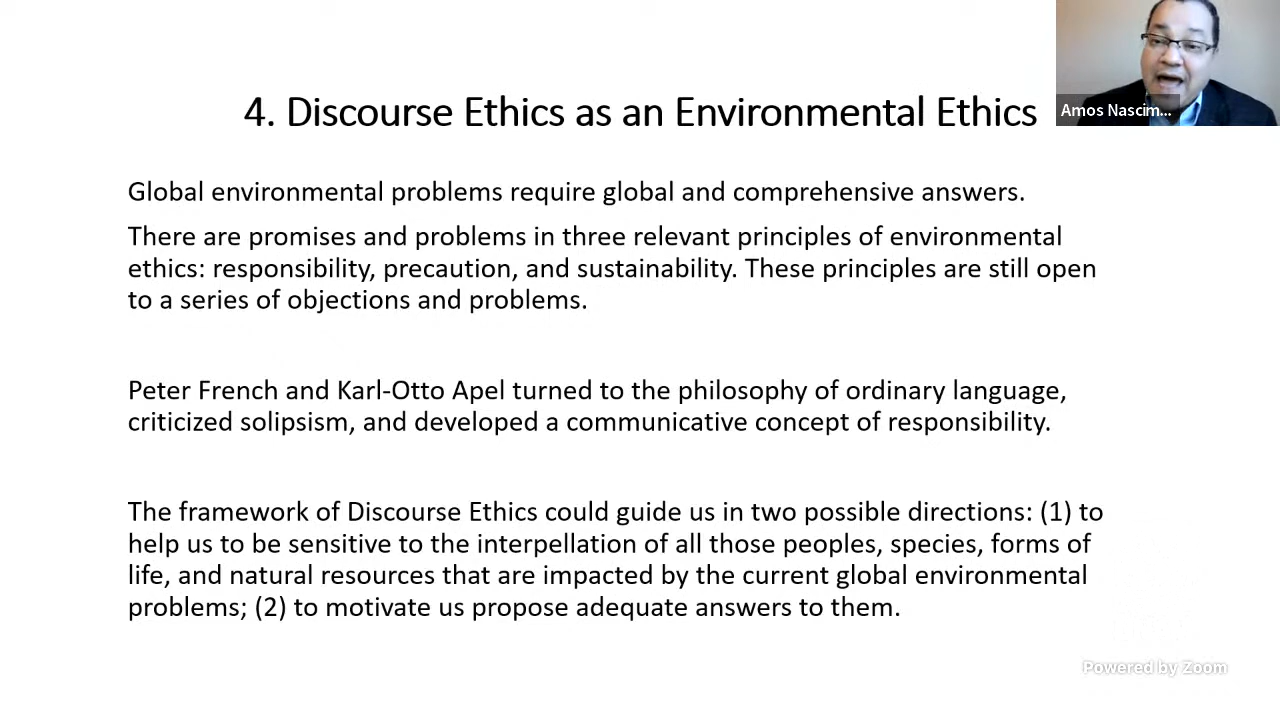 4. Discourse Ethics as an Environmental Ethics
Amos Nascim...
Global environmental problems require global and comprehensive answers.
There are promises and problems in three relevant principles of environmental
ethics: responsibility, precaution, and sustainability. These principles are still open
to a series of objections and problems.
Peter French and Karl-Otto Apel turned to the philosophy of ordinary language,
criticized solipsism, and developed a communicative concept of responsibility.
The framework of Discourse Ethics could guide us in two possible directions: (1) to
help us to be sensitive to the interpellation of all those peoples, species, forms of
life, and natural resources that are impacted by the current global environmental
problems; (2) to motivate us propose adequate answers to them.
Powered by Zoom